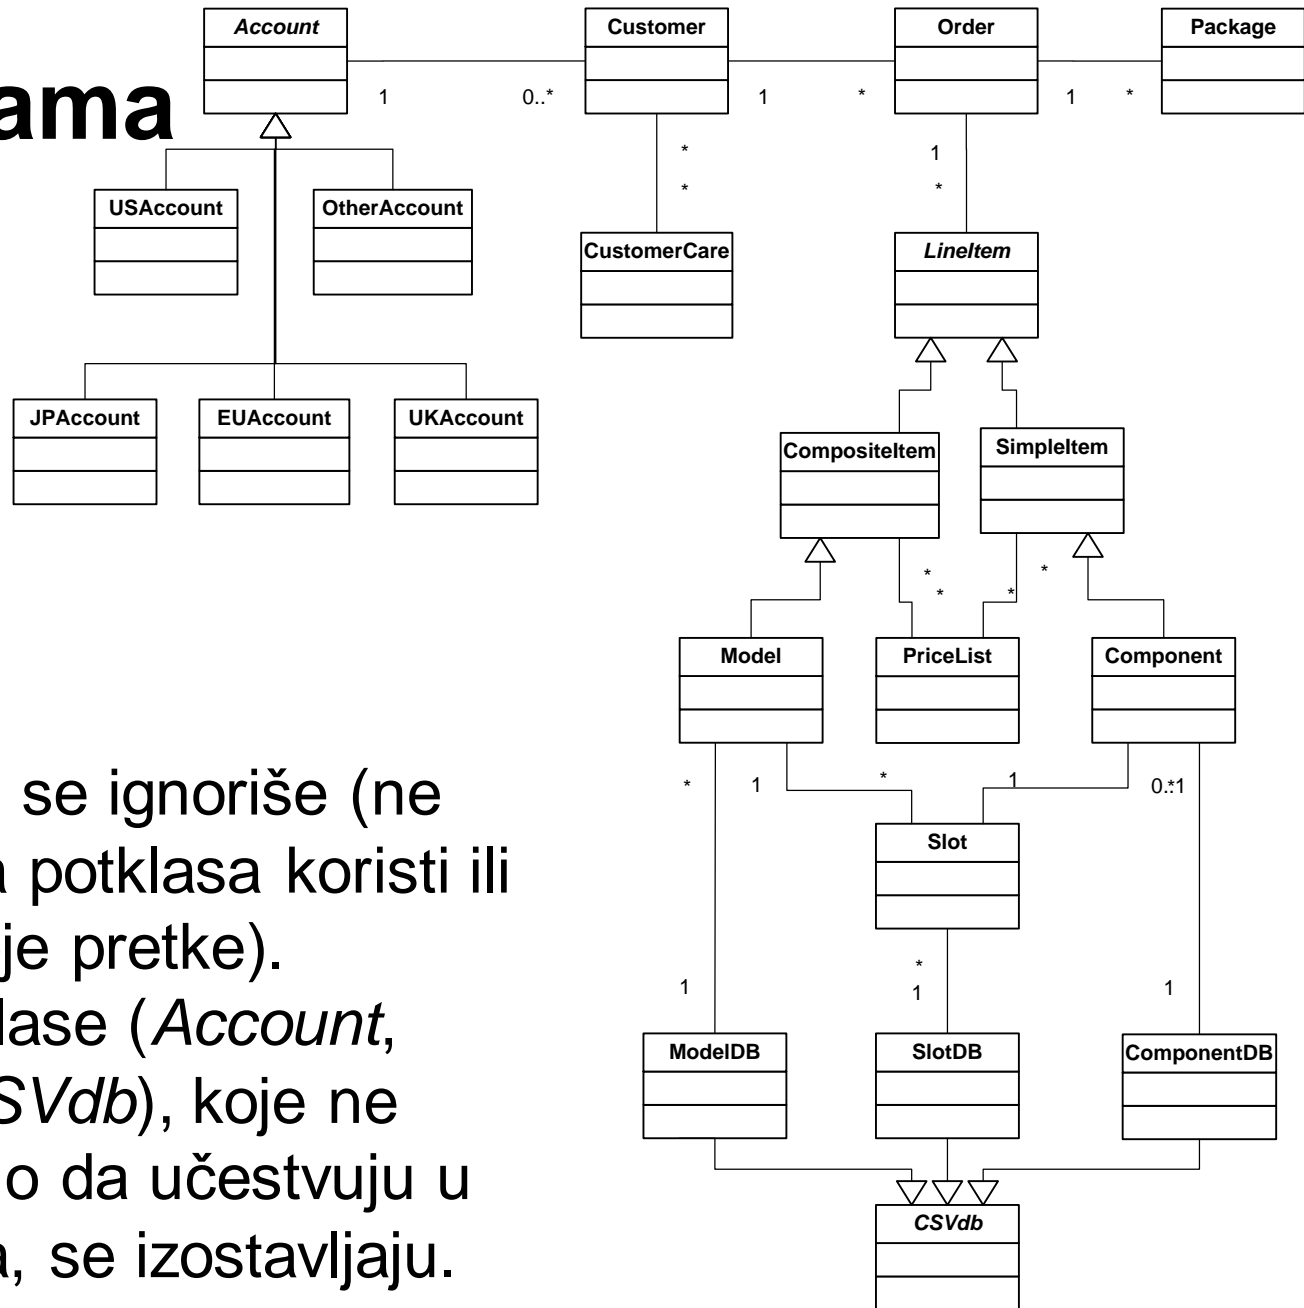 Account
Customer
Order
Package
1
0..*
1
*
1
*
ama
*
*
1
*
USAccount
OtherAccount
CustomerCare
LineItem
JPAccount
EUAccount
UKAccount
CompositeItem
SimpleItem
*
*
*
*
Model
PriceList
Component
*
1
*
1
0..1
*
se ignoriše (ne
potklasa koristi ili
je pretke).
lase (Account,
SVdb), koje ne
o da učestvuju u
a, se izostavljaju.
Slot
*
1
1
1
ModelDB
SlotDB
ComponentDB
CSVdb